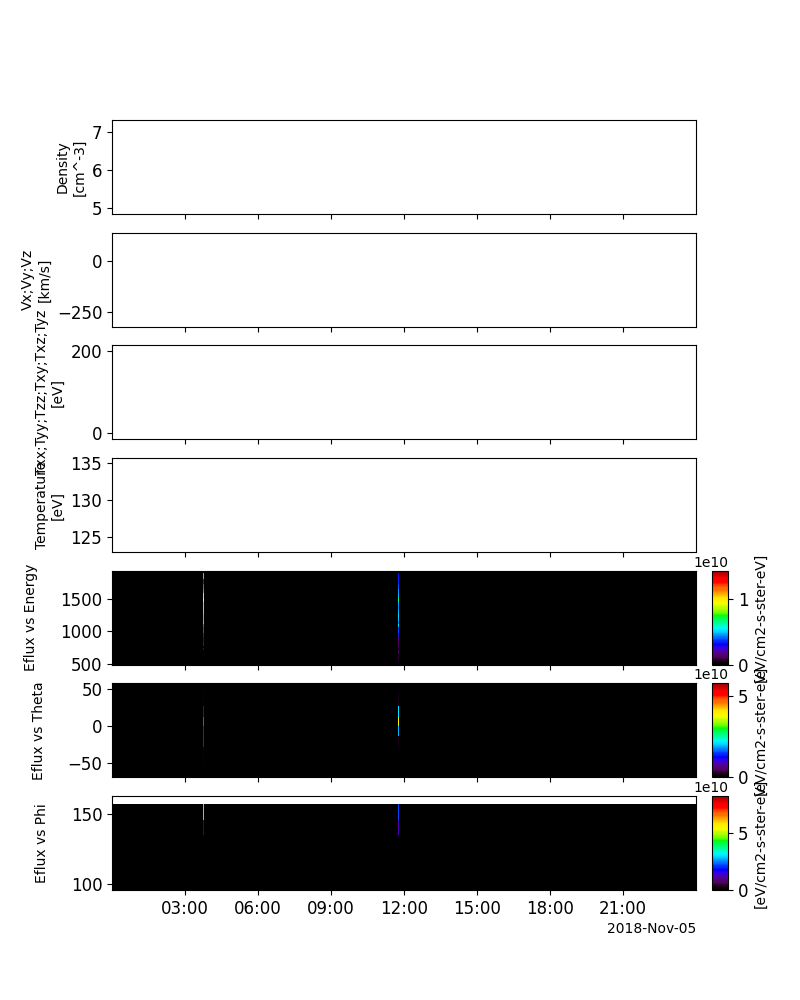 7
6
5
Density
[cm^-3]
0
−250
Vx;Vy;Vz
[km/s]
200
0
Txx;Tyy;Tzz;Txy;Txz;Tyz
[eV]
135
130
125
Temperature
[eV]
1500
1000
500
Eflux vs Energy
1e10
1
0
[eV/cm2-s-ster-eV]
50
0
−50
Eflux vs Theta
1e10
5
0
[eV/cm2-s-ster-eV]
150
100
Eflux vs Phi
1e10
5
0
[eV/cm2-s-ster-eV]
03:00 06:00 09:00 12:00 15:00 18:00 21:00
2018-Nov-05